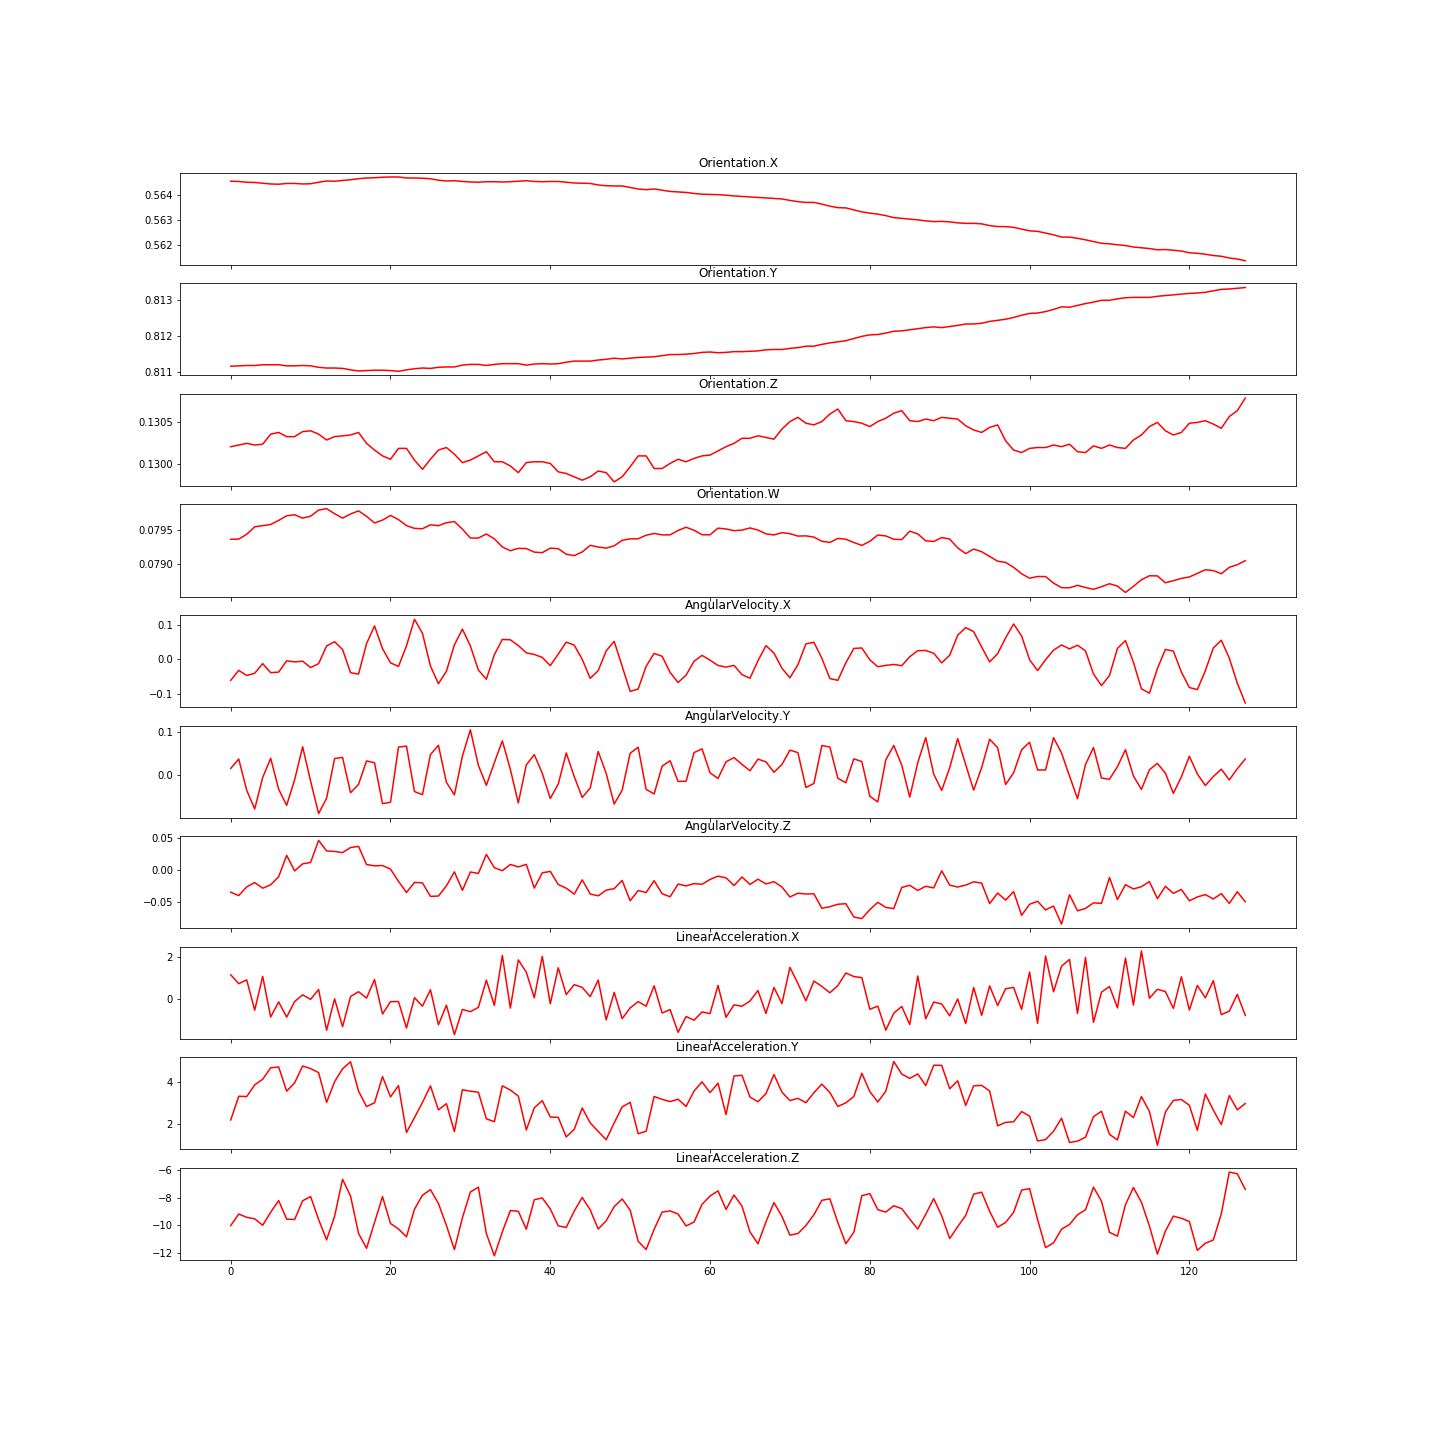 Orientation.X
0.564
0.563
0.562
Orientation.Y
0.813
0.812
0.811
Orientation.Z
0.1305
0.1300
Orientation.W
0.0795
0.0790
AngularVelocity.X
0.1
0.0
−0.1
AngularVelocity.Y
0.1
0.0
AngularVelocity.Z
0.05
0.00
−0.05
LinearAcceleration.X
2
0
LinearAcceleration.Y
4
2
LinearAcceleration.Z
−6
−8
−10
−12
0 20 40 60 80 100 120